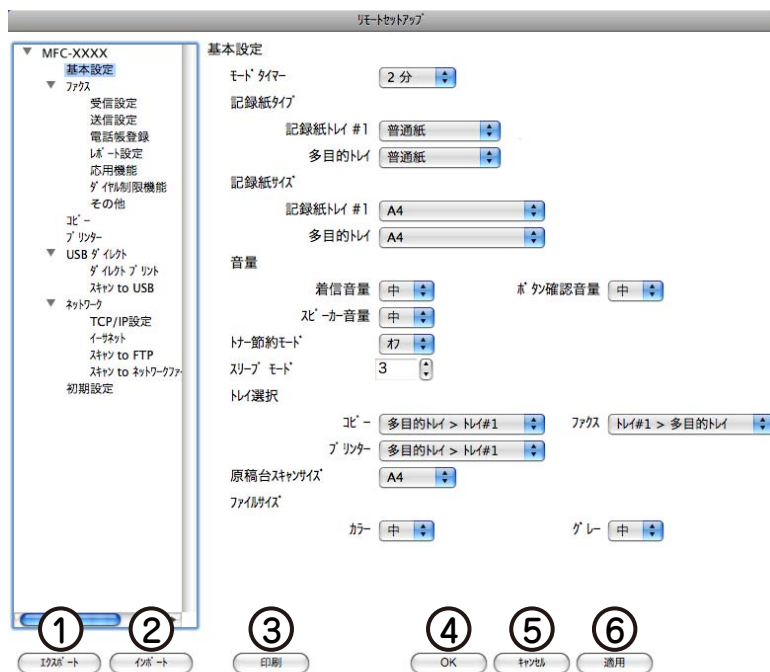 リモートセットアップ
MFC-XXXX
基本設定
ファクス
受信設定
送信設定
電話帳登録
レポート設定
応用機能
ダイヤル制限機能
その他
コピー
プリンター
USB ダイレクト
ダイレクト プリント
スキャン to USB
ネットワーク
TCP/IP設定
イーサネット
スキャン to FTP
スキャン to ネットワークファ
初期設定
基本設定
モードタイマー 2 分
記録紙タイプ
記録紙トレイ #1 普通紙
多目的トレイ 普通紙
記録紙サイズ
記録紙トレイ #1 A4
多目的トレイ A4
音量
着信音量 中 ボタン確認音量 中
スピーカー音量 中
トナー節約モード オフ
スリープ モード 3
トレイ選択
コピー 多目的トレイ > トレイ#1 ファクス トレイ#1 > 多目的トレイ
プリンター 多目的トレイ > トレイ#1
原稿台スキャンサイズ A4
ファイルサイズ
カラー 中 グレー 中
① ② ③ ④ ⑤ ⑥
エクスポート インポート 印刷 OK キャンセル 適用